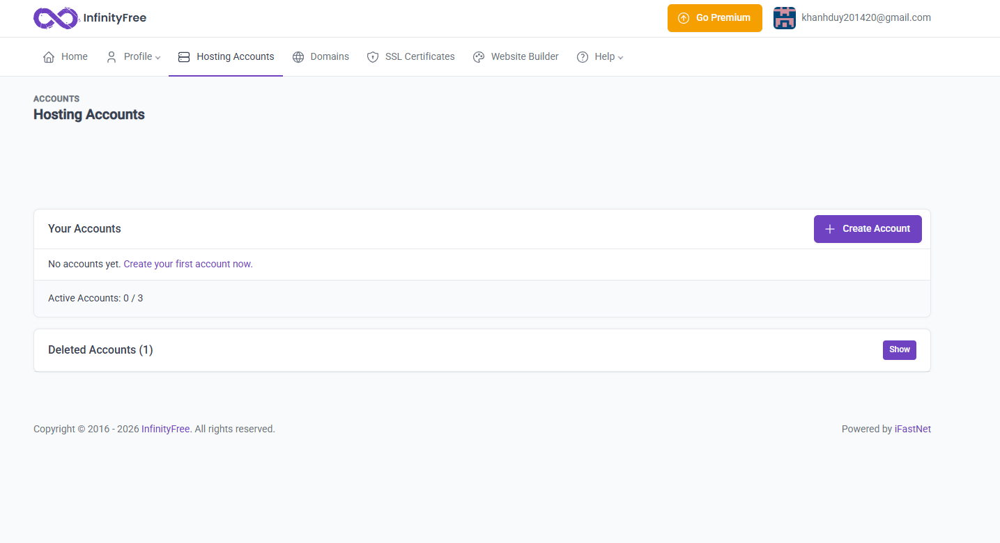 InfinityFree
Go Premium
khanhduy201420@gmail.com
Home
Profile
Hosting Accounts
Domains
SSL Certificates
Website Builder
Help
ACCOUNTS
Hosting Accounts
Your Accounts
Create Account
No accounts yet. Create your first account now.
Active Accounts: 0 / 3
Deleted Accounts (1)
Show
Copyright © 2016 - 2026 InfinityFree. All rights reserved.
Powered by iFastNet